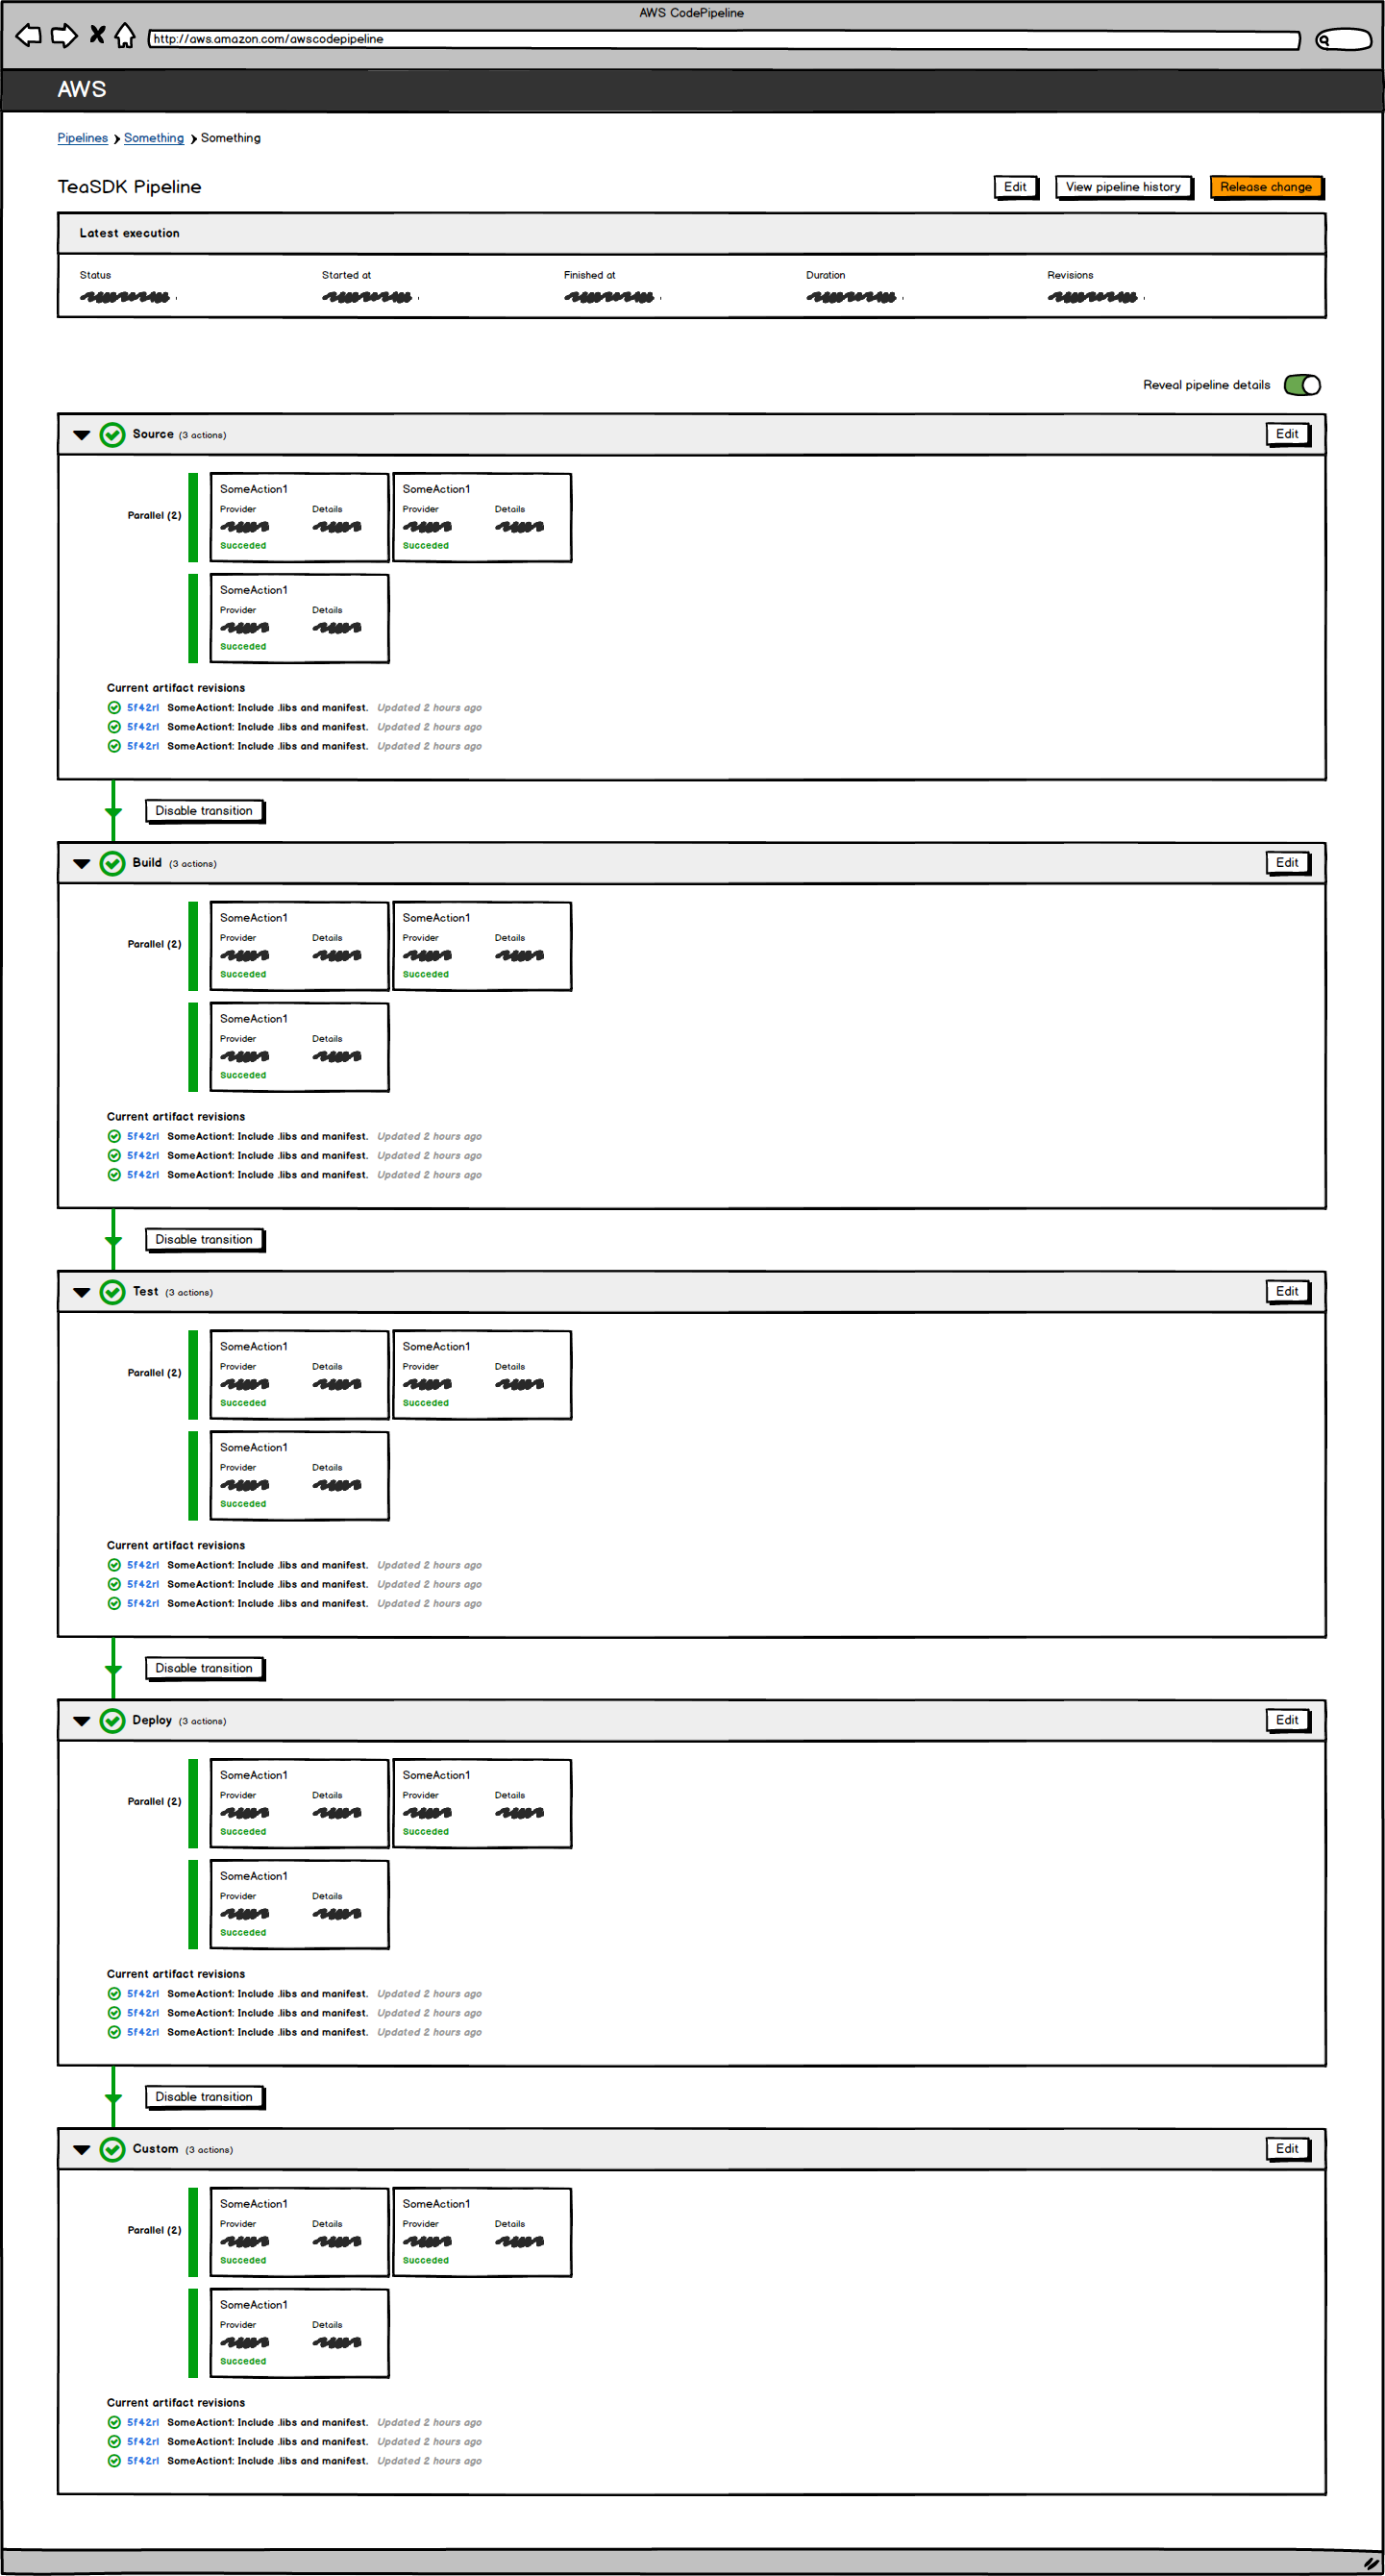 AWS CodePipeline
http://aws.amazon.com/awscodepipeline
AWS
Pipelines Something Something
TeaSDK Pipeline Edit View pipeline history Release change
Latest execution
Status Started at Finished at Duration Revisions
Reveal pipeline details
Source (3 actions) Edit
SomeAction1 SomeAction1
Provider Details Provider Details
Parallel (2)
Succeded Succeded
SomeAction1
Provider Details
Succeded
Current artifact revisions
5f42rl SomeAction1: Include .libs and manifest. Updated 2 hours ago
5f42rl SomeAction1: Include .libs and manifest. Updated 2 hours ago
5f42rl SomeAction1: Include .libs and manifest. Updated 2 hours ago
Disable transition
Build (3 actions) Edit
SomeAction1 SomeAction1
Provider Details Provider Details
Parallel (2)
Succeded Succeded
SomeAction1
Provider Details
Succeded
Current artifact revisions
5f42rl SomeAction1: Include .libs and manifest. Updated 2 hours ago
5f42rl SomeAction1: Include .libs and manifest. Updated 2 hours ago
5f42rl SomeAction1: Include .libs and manifest. Updated 2 hours ago
Disable transition
Test (3 actions) Edit
SomeAction1 SomeAction1
Provider Details Provider Details
Parallel (2)
Succeded Succeded
SomeAction1
Provider Details
Succeded
Current artifact revisions
5f42rl SomeAction1: Include .libs and manifest. Updated 2 hours ago
5f42rl SomeAction1: Include .libs and manifest. Updated 2 hours ago
5f42rl SomeAction1: Include .libs and manifest. Updated 2 hours ago
Disable transition
Deploy (3 actions) Edit
SomeAction1 SomeAction1
Provider Details Provider Details
Parallel (2)
Succeded Succeded
SomeAction1
Provider Details
Succeded
Current artifact revisions
5f42rl SomeAction1: Include .libs and manifest. Updated 2 hours ago
5f42rl SomeAction1: Include .libs and manifest. Updated 2 hours ago
5f42rl SomeAction1: Include .libs and manifest. Updated 2 hours ago
Disable transition
Custom (3 actions) Edit
SomeAction1 SomeAction1
Provider Details Provider Details
Parallel (2)
Succeded Succeded
SomeAction1
Provider Details
Succeded
Current artifact revisions
5f42rl SomeAction1: Include .libs and manifest. Updated 2 hours ago
5f42rl SomeAction1: Include .libs and manifest. Updated 2 hours ago
5f42rl SomeAction1: Include .libs and manifest. Updated 2 hours ago